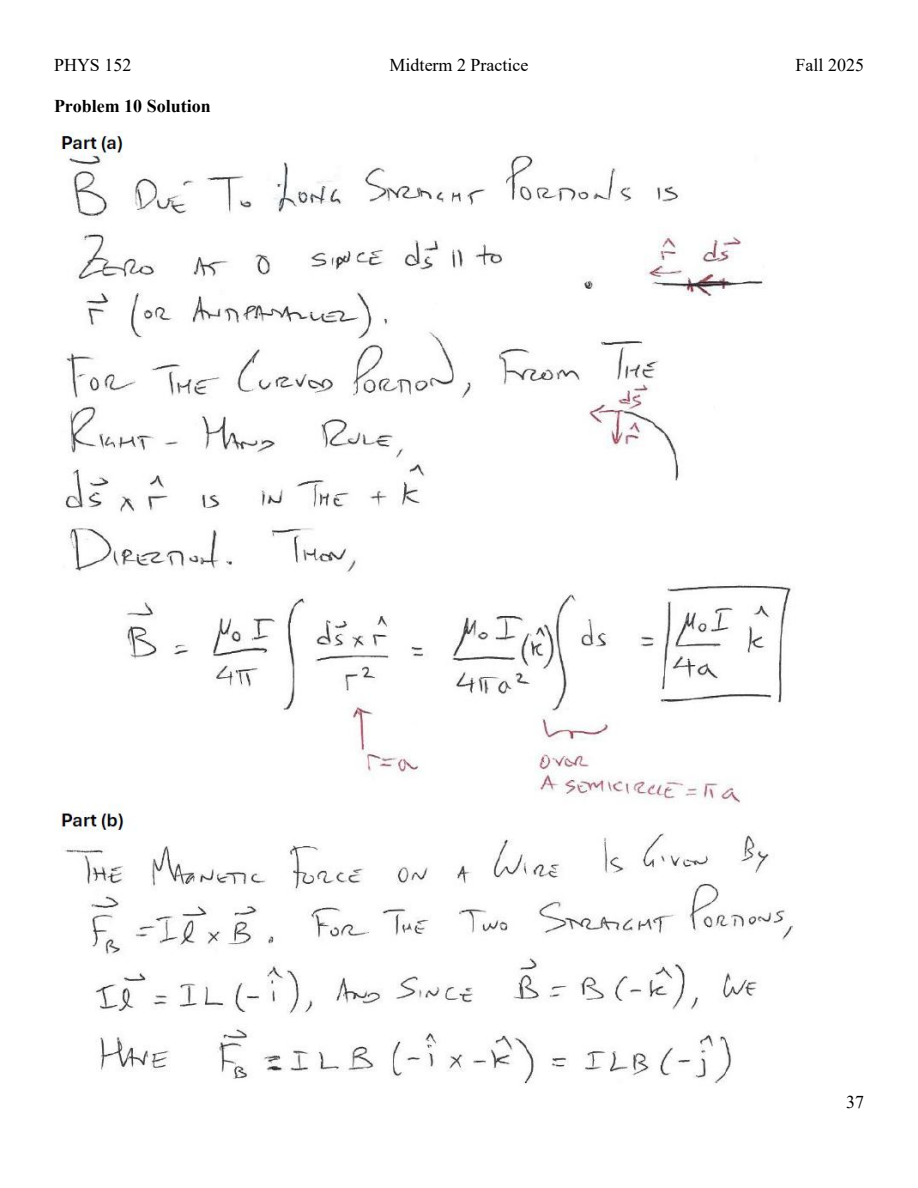 PHYS 152 Midterm 2 Practice Fall 2025
Problem 10 Solution
Part (a)
B⃗ DUE TO LONG STRAIGHT PORTIONS IS
ZERO AT O SINCE ds⃗ || to
r̂ ds⃗
r⃗ (OR ANTIPARALLEL).
FOR THE CURVED PORTION, FROM THE
ds⃗
r̂
RIGHT-HAND RULE,
ds⃗ x r̂ IS IN THE + k̂
DIRECTION. THEN,
B⃗ = μ₀I/4π ∫ ds⃗ x r̂/r² = μ₀I/4πa² (k̂) ∫ ds = μ₀I/4a k̂
r=a
OVER
A SEMICIRCLE = πa
Part (b)
THE MAGNETIC FORCE ON A WIRE IS GIVEN BY
F⃗_B = Iℓ⃗ x B⃗. FOR THE TWO STRAIGHT PORTIONS,
Iℓ⃗ = IL(-î), AND SINCE B⃗ = B(-k̂), WE
HAVE F⃗_B = ILB (-î x -k̂) = ILB(-ĵ)
37